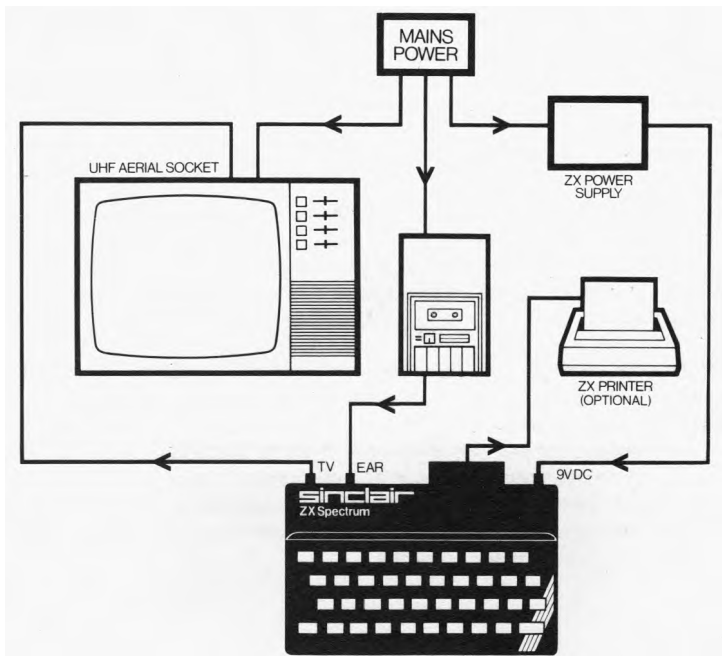 MAINS
POWER
UHF AERIAL SOCKET
ZX POWER
SUPPLY
ZX PRINTER
(OPTIONAL)
TV
EAR
9V DC
sinclair
ZX Spectrum